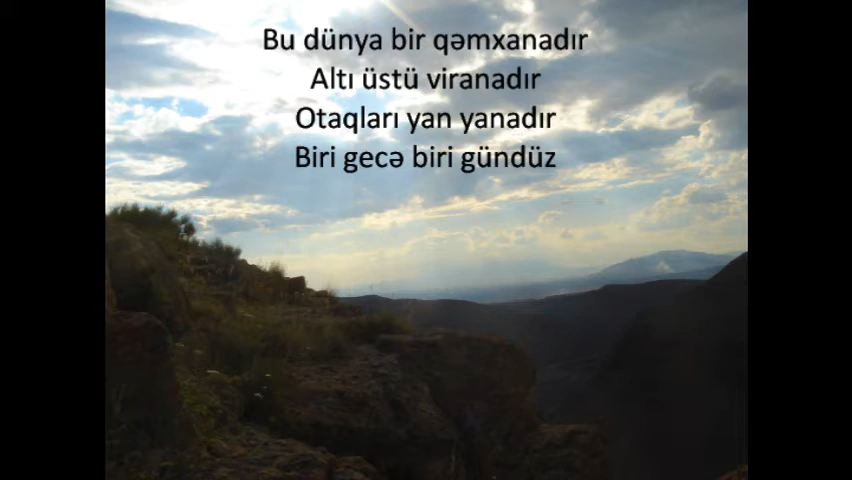 Bu dünya bir qəmxanadır
Altı üstü viranadır
Otaqları yan yanadır
Biri gecə biri gündüz